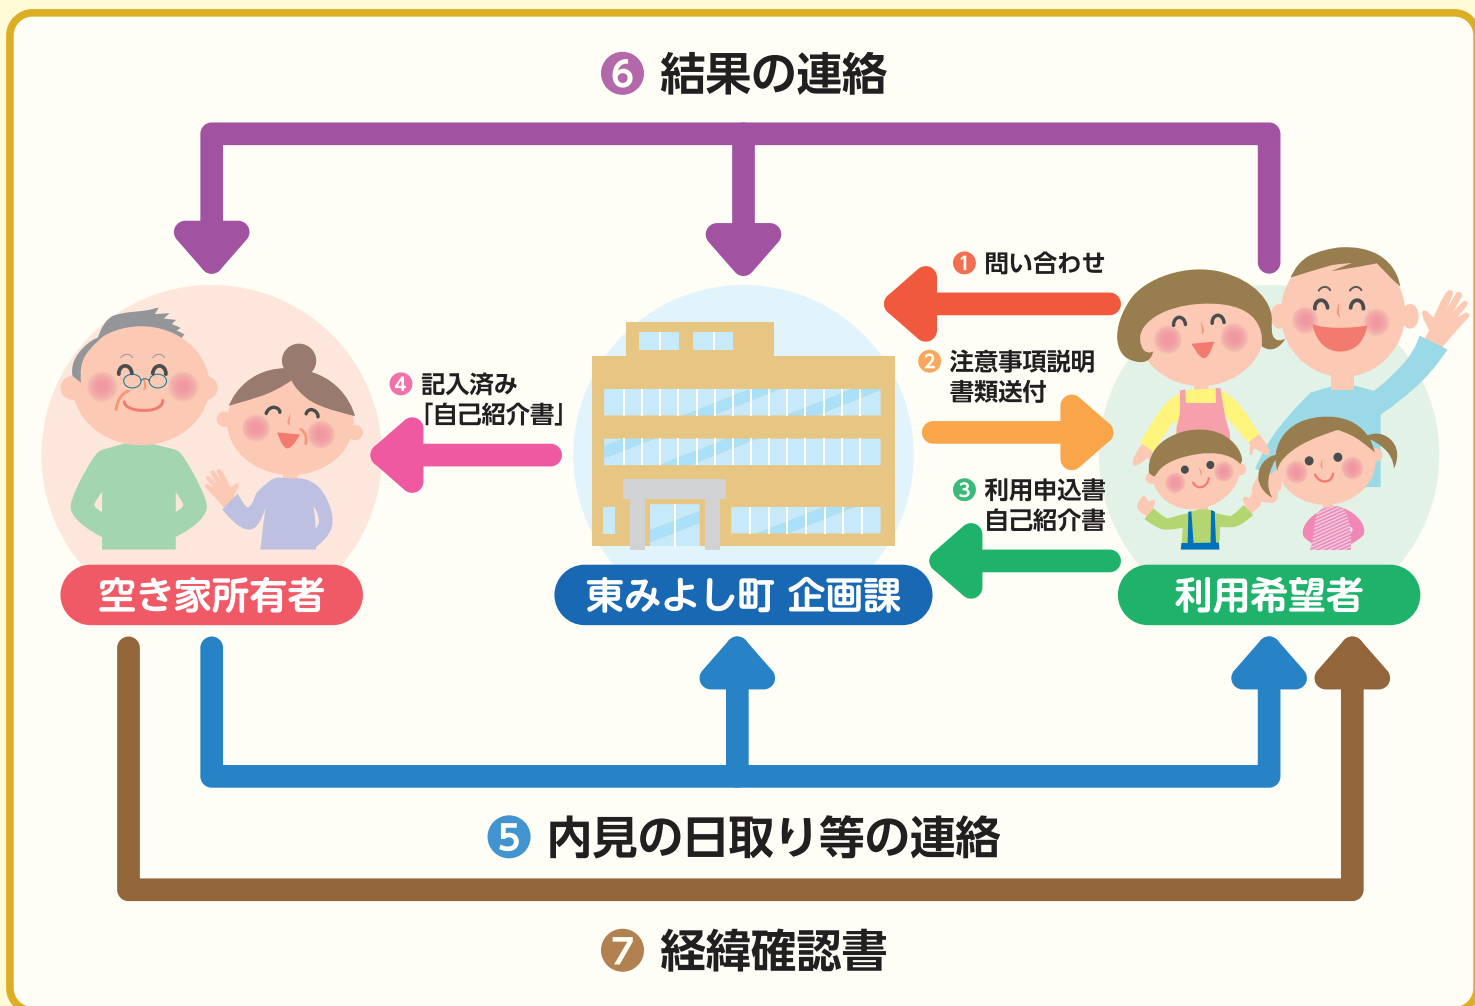 ❻ 結果の連絡
❶ 問い合わせ
❷ 注意事項説明
書類送付
❹ 記入済み
「自己紹介書」
❸ 利用申込書
自己紹介書
空き家所有者
東みよし町 企画課
利用希望者
❺ 内見の日取り等の連絡
❼ 経緯確認書